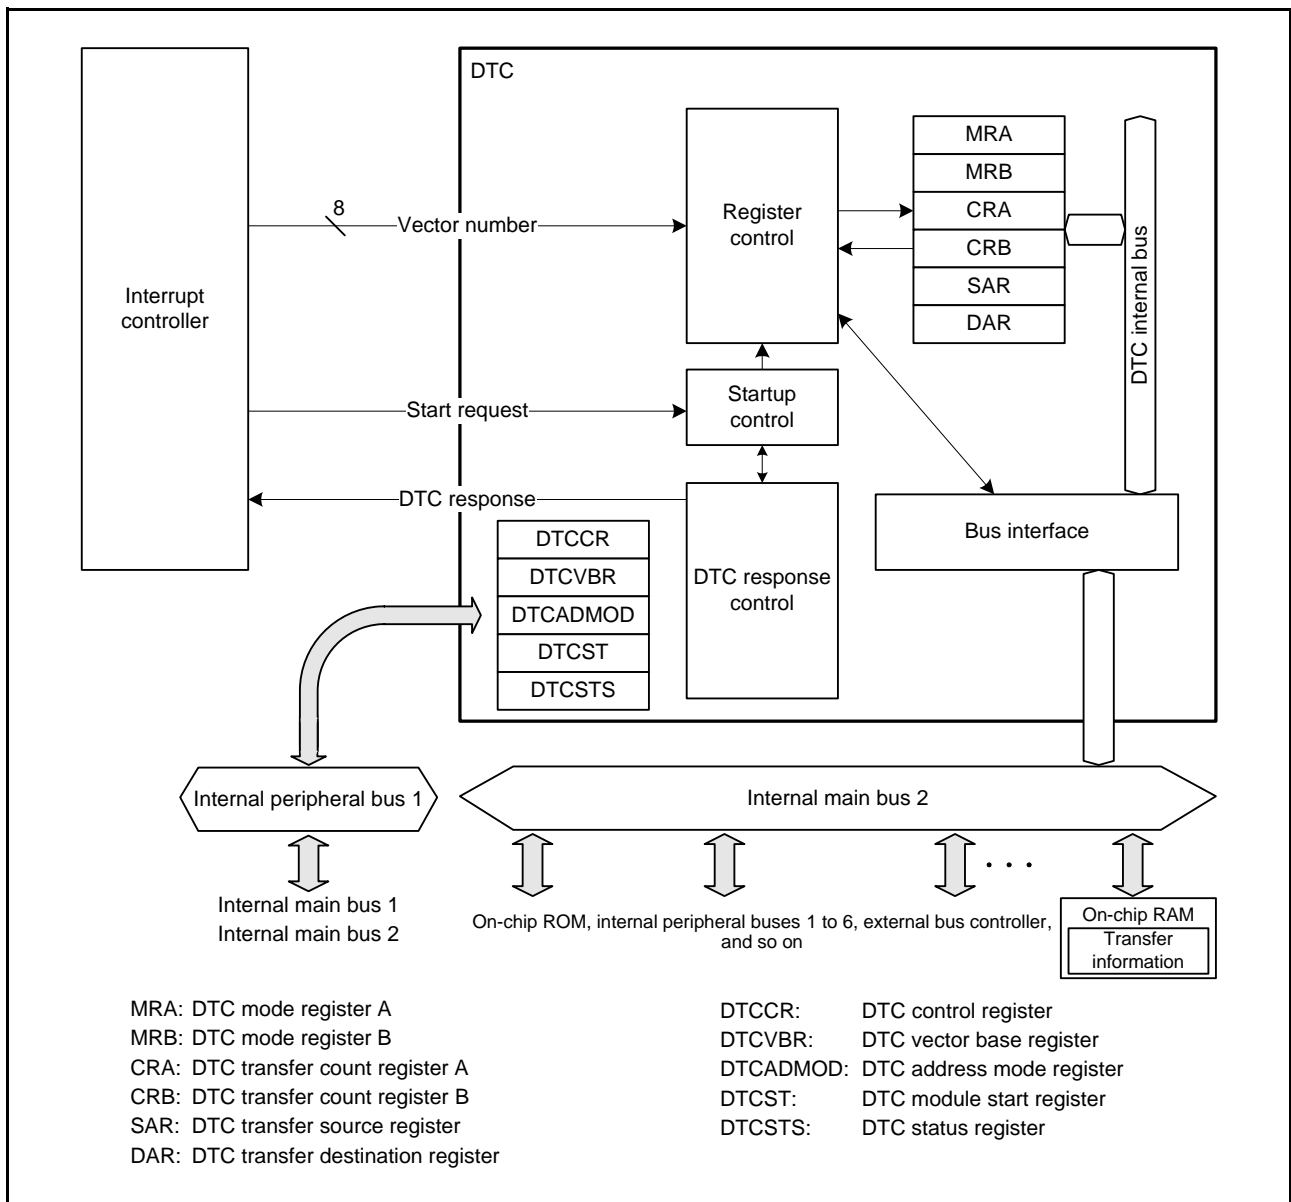 DTC
MRA
MRB
CRA
CRB
SAR
DAR
8
Vector number
Register
control
Interrupt
controller
DTC internal bus
Start request
Startup
control
DTC response
Bus interface
DTCCR
DTCVBR
DTCADMOD
DTCST
DTCSTS
DTC response
control
Internal peripheral bus 1
Internal main bus 2
. . .
Internal main bus 1
Internal main bus 2
On-chip ROM, internal peripheral buses 1 to 6, external bus controller,
and so on
On-chip RAM
Transfer
information
MRA: DTC mode register A
MRB: DTC mode register B
CRA: DTC transfer count register A
CRB: DTC transfer count register B
SAR: DTC transfer source register
DAR: DTC transfer destination register
DTCCR: DTC control register
DTCVBR: DTC vector base register
DTCADMOD: DTC address mode register
DTCST: DTC module start register
DTCSTS: DTC status register